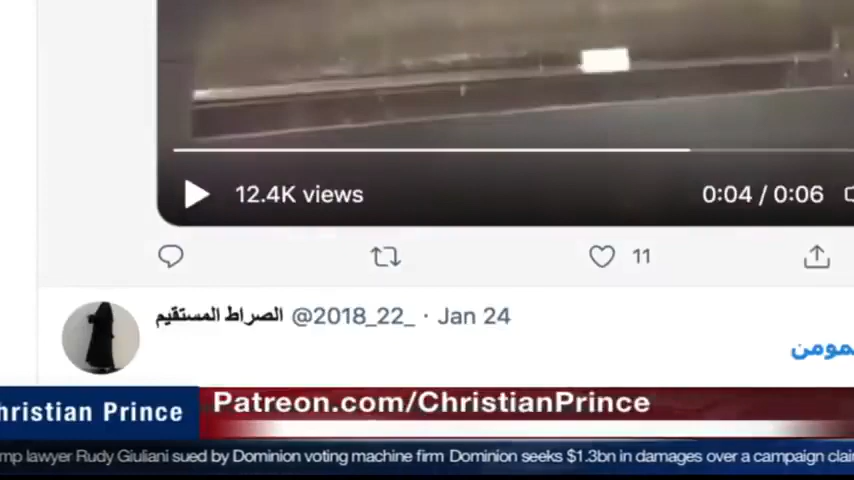 12.4K views
0:04 / 0:06
11
الصراط المستقيم @2018_22_ · Jan 24
Patreon.com/ChristianPrince
hristian Prince
mp lawyer Rudy Giuliani sued by Dominion voting machine firm Dominion seeks $1.3bn in damages over a campaign clai